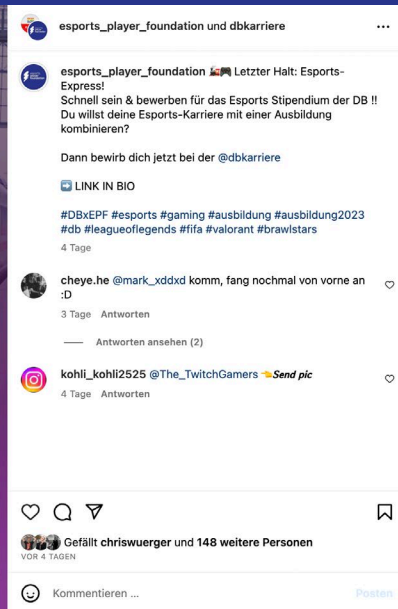 esports_player_foundation und dbkarriere
esports_player_foundation 🚂🎮 Letzter Halt: Esports-
Express!
Schnell sein & bewerben für das Esports Stipendium der DB !!
Du willst deine Esports-Karriere mit einer Ausbildung
kombinieren?
Dann bewirb dich jetzt bei der @dbkarriere
➡️ LINK IN BIO
#DBxEPF #esports #gaming #ausbildung #ausbildung2023
#db #leagueoflegends #fifa #valorant #brawlstars
4 Tage
cheye.he @mark_xddxd komm, fang nochmal von vorne an
:D
3 Tage Antworten
Antworten ansehen (2)
kohli_kohli2525 @The_TwitchGamers 👈Send pic
4 Tage Antworten
Gefällt chriswuerger und 148 weitere Personen
VOR 4 TAGEN
Kommentieren ... Posten